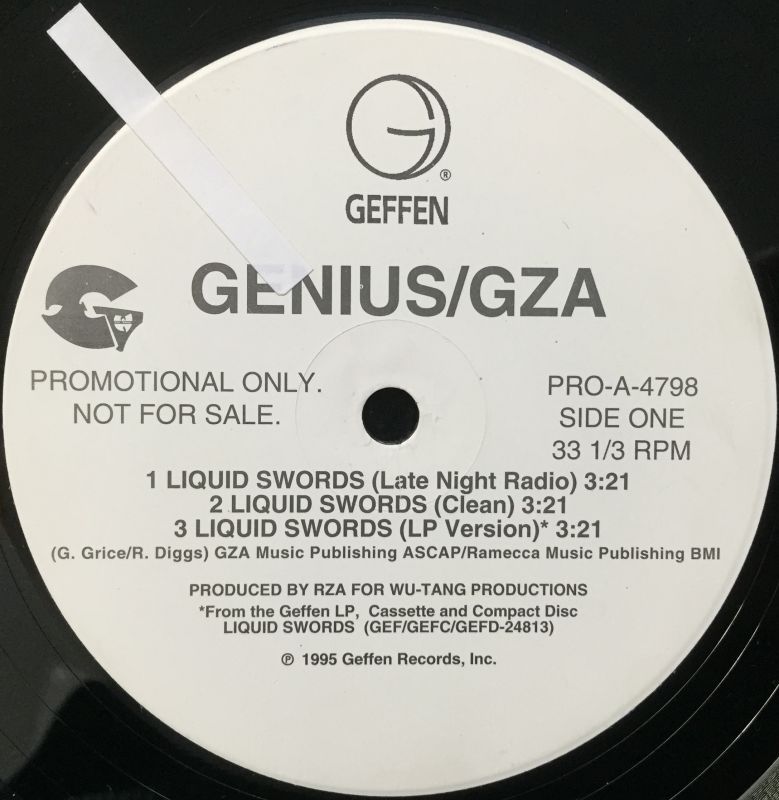 ®
GEFFEN
GENIUS/GZA
PROMOTIONAL ONLY.
NOT FOR SALE.
PRO-A-4798
SIDE ONE
33 1/3 RPM
1 LIQUID SWORDS (Late Night Radio) 3:21
2 LIQUID SWORDS (Clean) 3:21
3 LIQUID SWORDS (LP Version)* 3:21
(G. Grice/R. Diggs) GZA Music Publishing ASCAP/Ramecca Music Publishing BMI
PRODUCED BY RZA FOR WU-TANG PRODUCTIONS
*From the Geffen LP, Cassette and Compact Disc
LIQUID SWORDS (GEF/GEFC/GEFD-24813)
℗ 1995 Geffen Records, Inc.